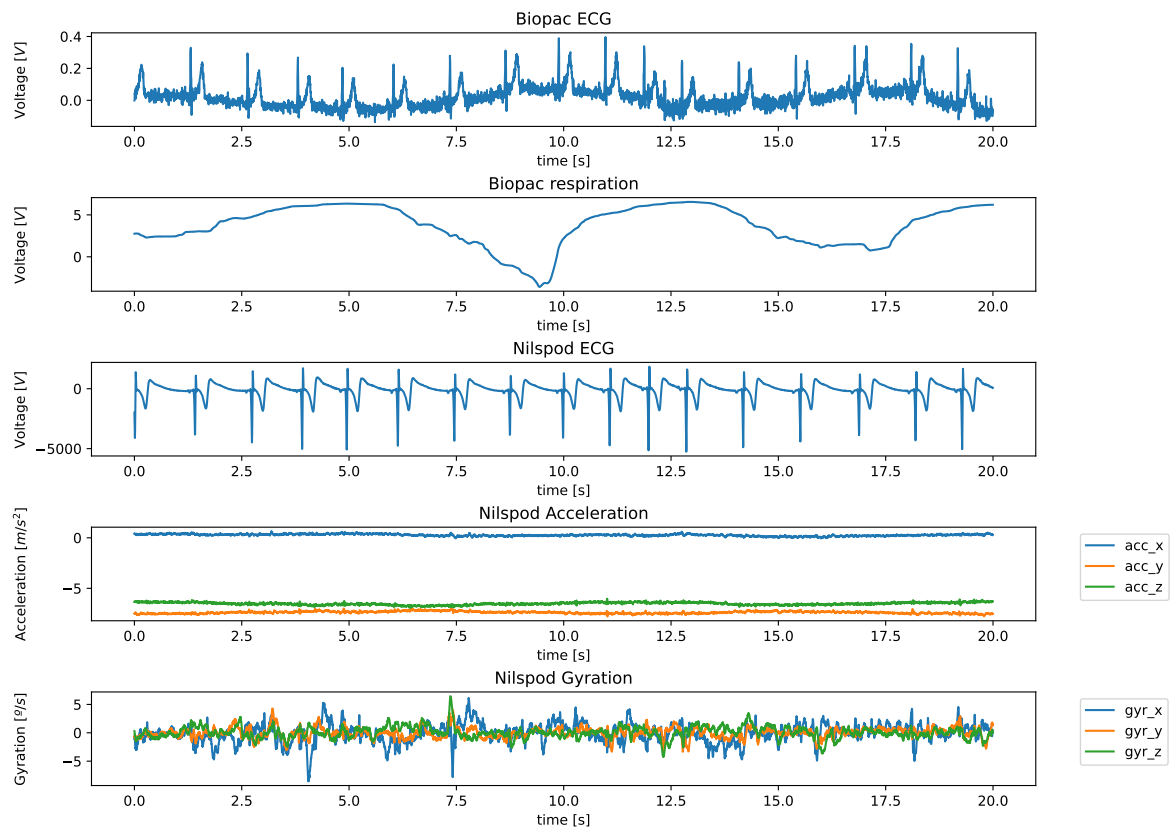 Biopac ECG
Voltage [V]
0.4
0.2
0.0
0.0 2.5 5.0 7.5 10.0 12.5 15.0 17.5 20.0
time [s]
Biopac respiration
Voltage [V]
5
0
0.0 2.5 5.0 7.5 10.0 12.5 15.0 17.5 20.0
time [s]
Nilspod ECG
Voltage [V]
0
−5000
0.0 2.5 5.0 7.5 10.0 12.5 15.0 17.5 20.0
time [s]
Nilspod Acceleration
Acceleration [m/s²]
0
−5
0.0 2.5 5.0 7.5 10.0 12.5 15.0 17.5 20.0
time [s]
acc_x
acc_y
acc_z
Nilspod Gyration
Gyration [º/s]
5
0
−5
0.0 2.5 5.0 7.5 10.0 12.5 15.0 17.5 20.0
time [s]
gyr_x
gyr_y
gyr_z